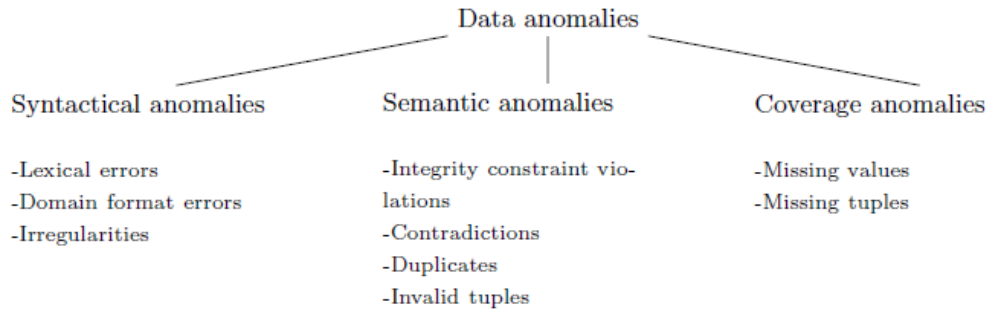 Data anomalies
Syntactical anomalies
-Lexical errors
-Domain format errors
-Irregularities
Semantic anomalies
-Integrity constraint vio-
lations
-Contradictions
-Duplicates
-Invalid tuples
Coverage anomalies
-Missing values
-Missing tuples